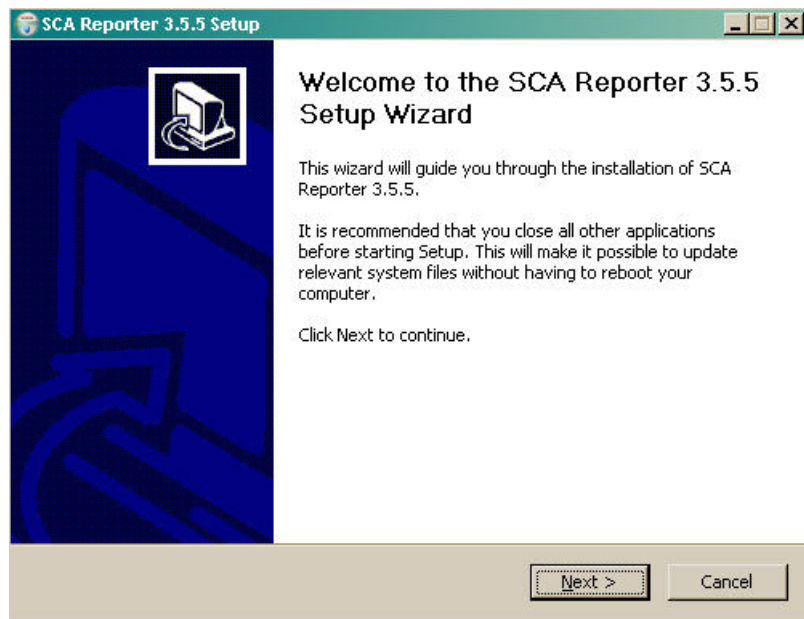 SCA Reporter 3.5.5 Setup
Welcome to the SCA Reporter 3.5.5
Setup Wizard
This wizard will guide you through the installation of SCA
Reporter 3.5.5.
It is recommended that you close all other applications
before starting Setup. This will make it possible to update
relevant system files without having to reboot your
computer.
Click Next to continue.
Next >
Cancel